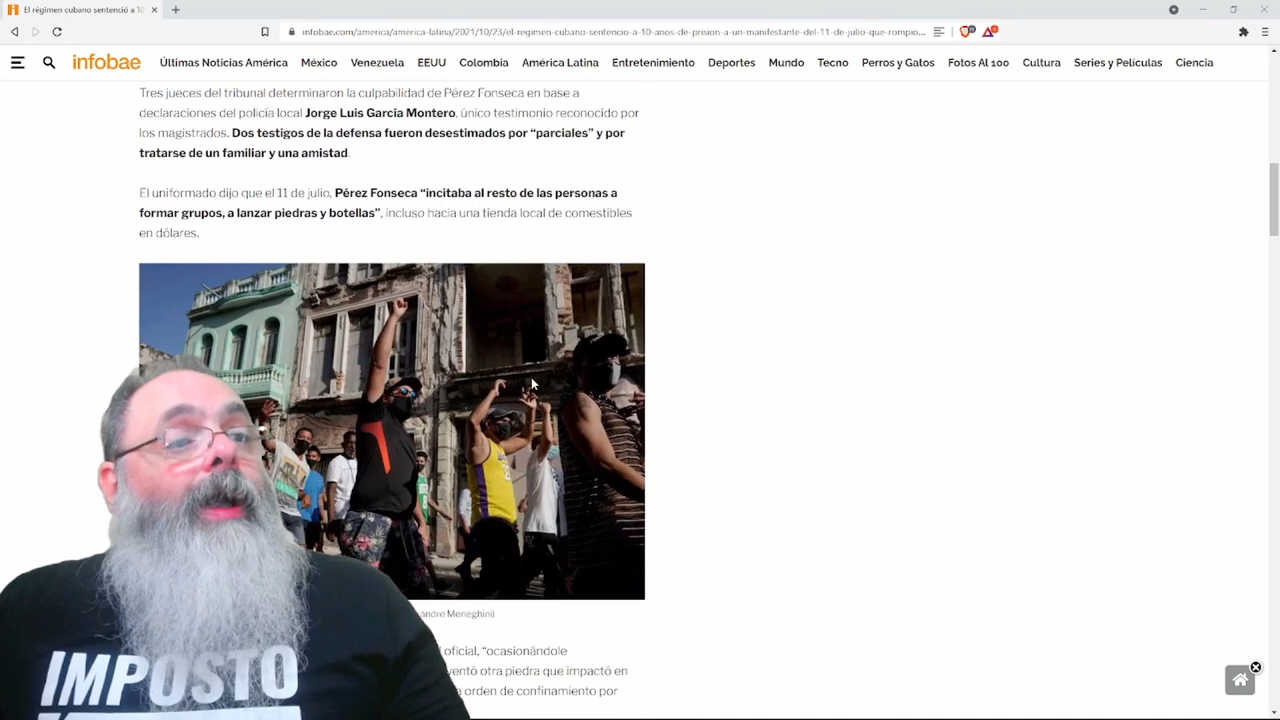 El régimen cubano sentenció a 10
infobae.com/america/america-latina/2021/10/23/el-regimen-cubano-sentencio-a-10-anos-de-prision-a-un-manifestante-del-11-de-julio-que-rompio...
infobae
Últimas Noticias América México Venezuela EEUU Colombia América Latina Entretenimiento Deportes Mundo Tecno Perros y Gatos Fotos Al 100 Cultura Series y Películas Ciencia
Tres jueces del tribunal determinaron la culpabilidad de Pérez Fonseca en base a
declaraciones del policía local Jorge Luis García Montero, único testimonio reconocido por
los magistrados. Dos testigos de la defensa fueron desestimados por “parciales” y por
tratarse de un familiar y una amistad.
El uniformado dijo que el 11 de julio, Pérez Fonseca “incitaba al resto de las personas a
formar grupos, a lanzar piedras y botellas”, incluso hacia una tienda local de comestibles
en dólares.
andre Meneghini)
oficial, “ocasionándole
ventó otra piedra que impactó en
a orden de confinamiento por
IMPOSTO